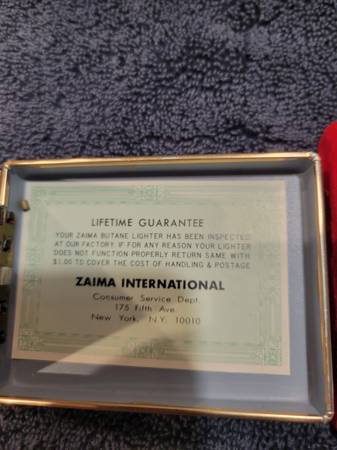 LIFETIME GUARANTEE
YOUR ZAIMA BUTANE LIGHTER HAS BEEN INSPECTED
AT OUR FACTORY. IF FOR ANY REASON YOUR LIGHTER
DOES NOT FUNCTION PROPERLY RETURN SAME WITH
$1.00 TO COVER THE COST OF HANDLING & POSTAGE
ZAIMA INTERNATIONAL
Consumer Service Dept.
175 Fifth Ave.
New York, N.Y. 10010